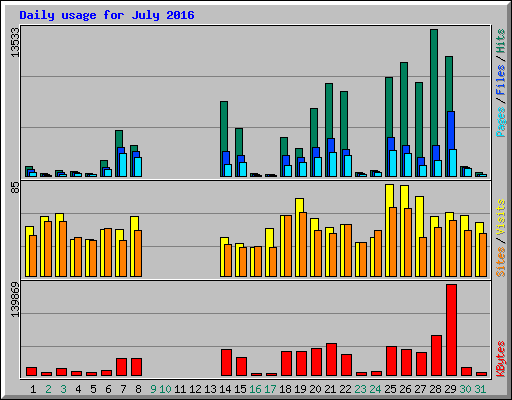 Daily usage for July 2016
13533
Pages / Files / Hits
85
Sites / Visits
139869
KBytes
1 2 3 4 5 6 7 8 9 10 11 12 13 14 15 16 17 18 19 20 21 22 23 24 25 26 27 28 29 30 31